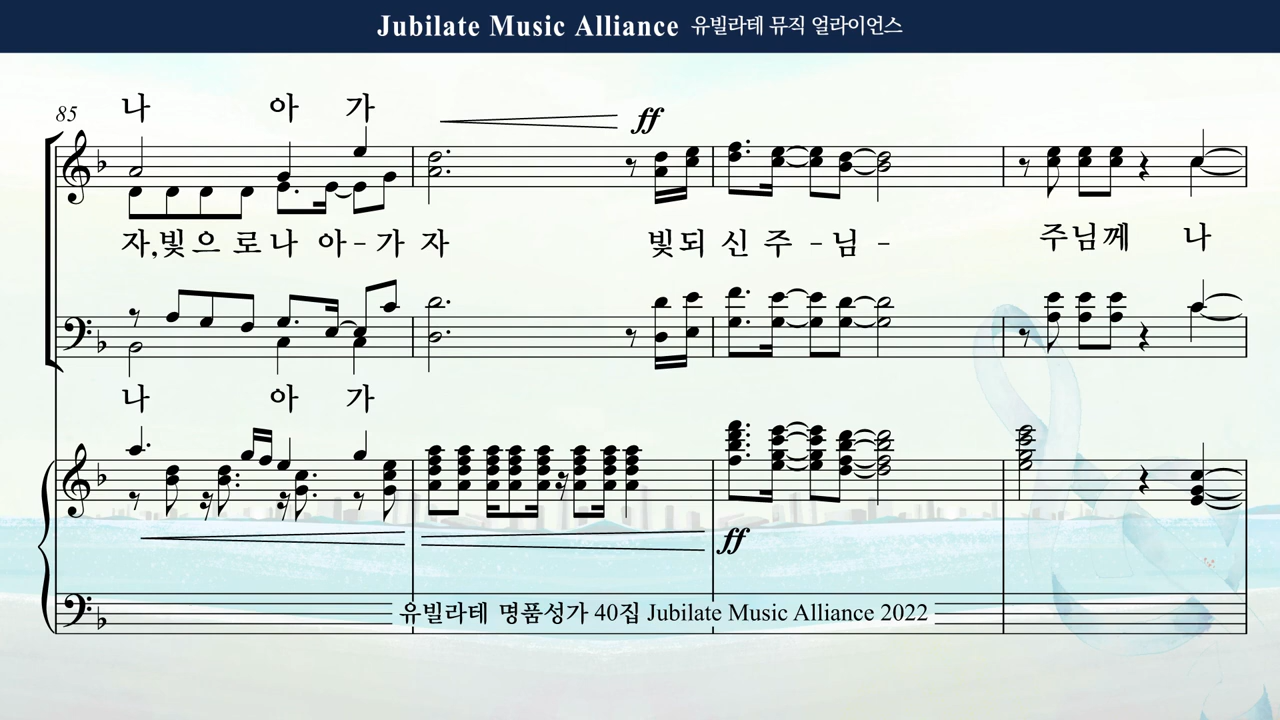 Jubilate Music Alliance 유빌라테 뮤직 얼라이언스
85
나 아 가
ff
자,빛으로나 아-가 자 빛되 신 주 -님 - 주님께 나
나 아 가
ff
유빌라테 명품성가 40집 Jubilate Music Alliance 2022